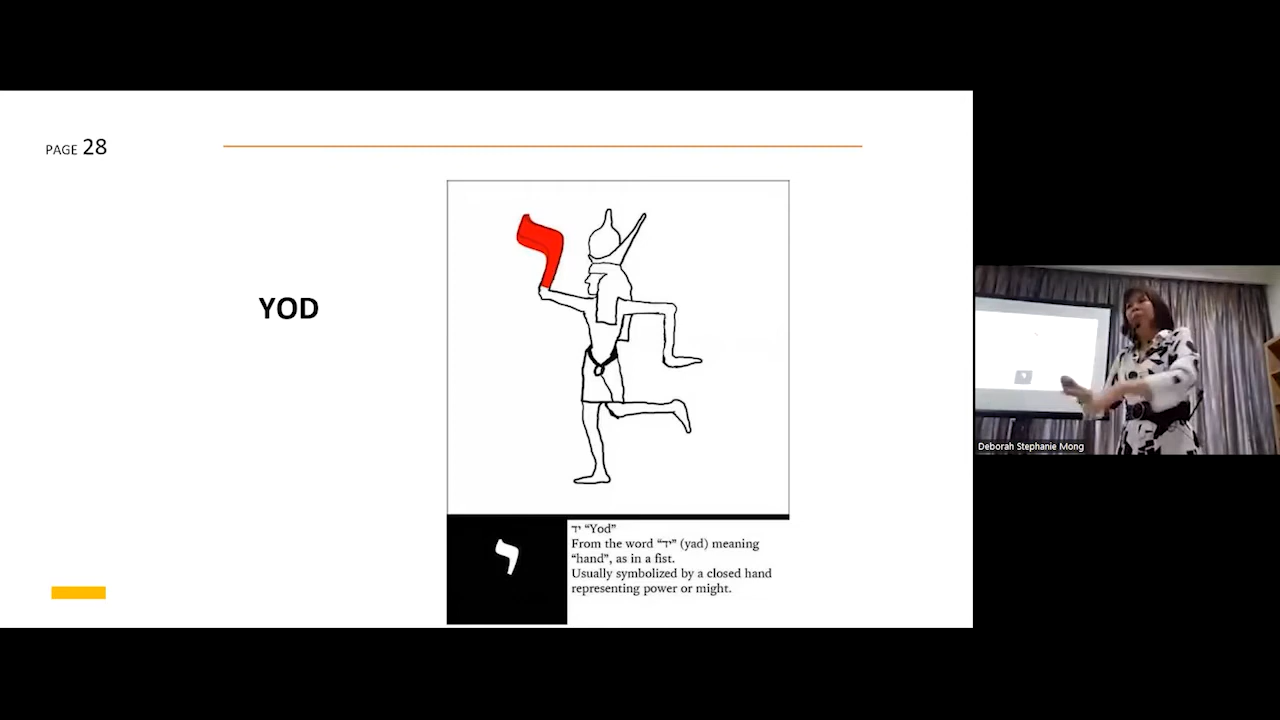 PAGE 28
YOD
יד “Yod”
From the word “יד” (yad) meaning
“hand”, as in a fist.
Usually symbolized by a closed hand
representing power or might.
י
Deborah Stephanie Mong